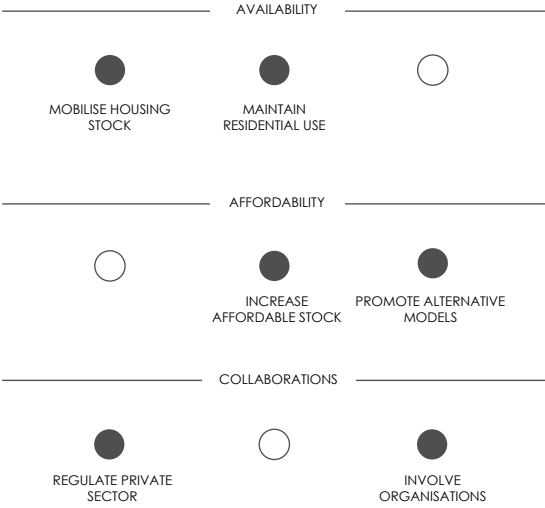 AVAILABILITY
MOBILISE HOUSING
STOCK
MAINTAIN
RESIDENTIAL USE
AFFORDABILITY
INCREASE
AFFORDABLE STOCK
PROMOTE ALTERNATIVE
MODELS
COLLABORATIONS
REGULATE PRIVATE
SECTOR
INVOLVE
ORGANISATIONS